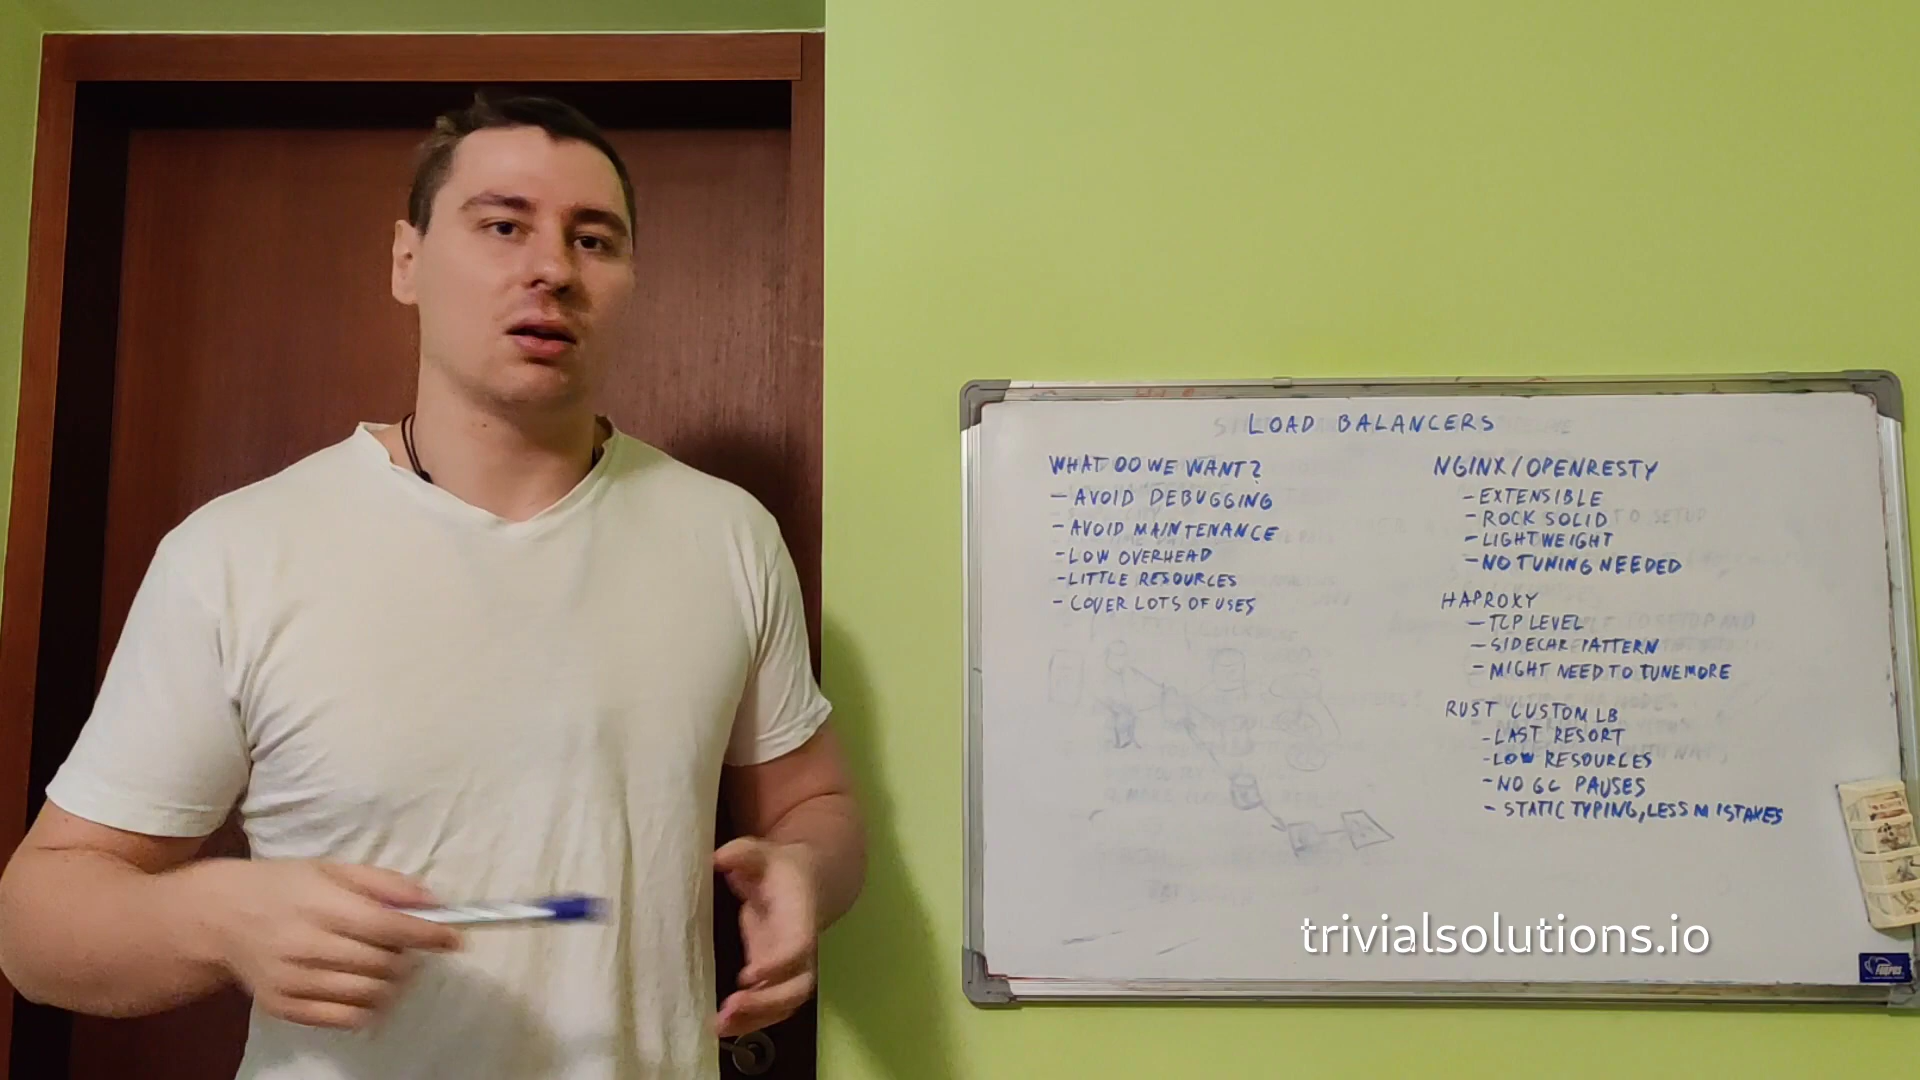 LOAD BALANCERS
WHAT DO WE WANT?
- AVOID DEBUGGING
- AVOID MAINTENANCE
- LOW OVERHEAD
- LITTLE RESOURCES
- COVER LOTS OF USES
NGINX/OPENRESTY
- EXTENSIBLE
- ROCK SOLID
- LIGHTWEIGHT
- NO TUNING NEEDED
HAPROXY
- TCP LEVEL
- SIDECAR PATTERN
- MIGHT NEED TO TUNE MORE
RUST CUSTOM LB
- LAST RESORT
- LOW RESOURCES
- NO GC PAUSES
- STATIC TYPING, LESS MISTAKES
trivialsolutions.io